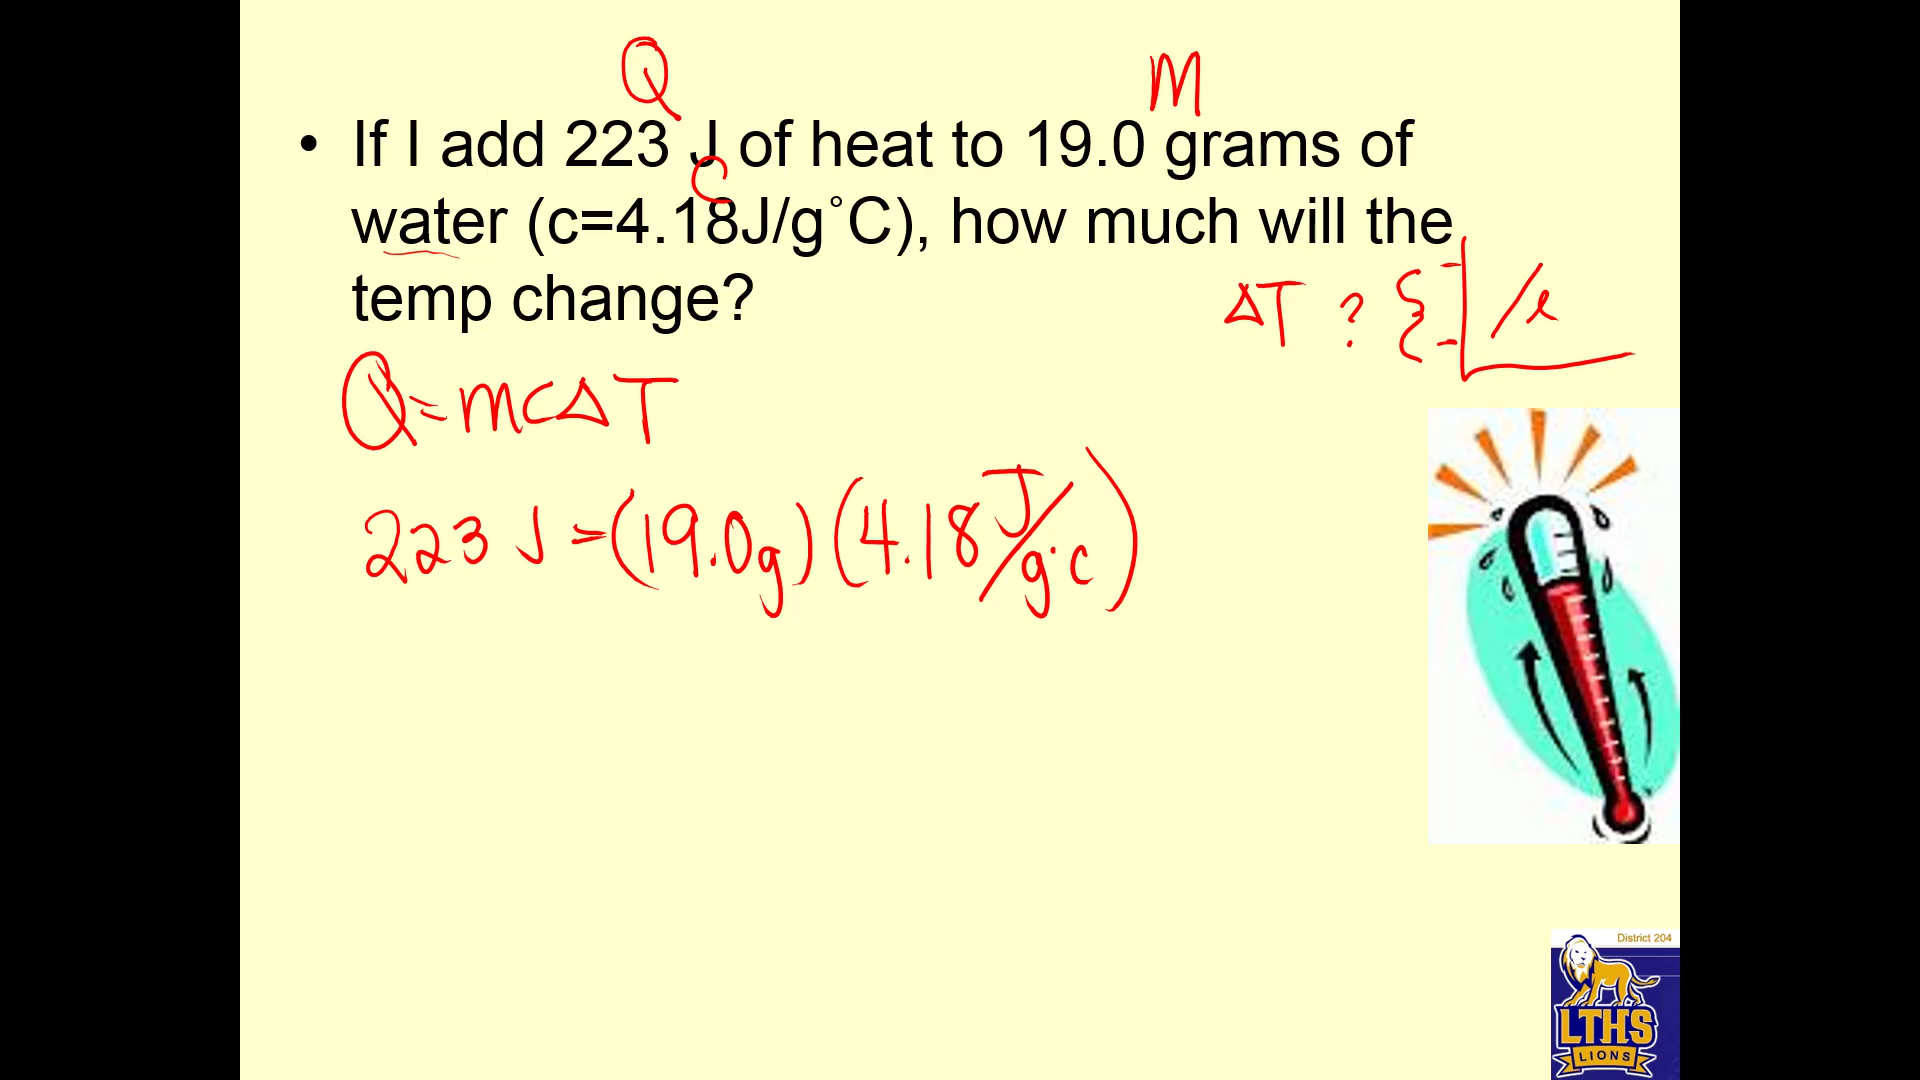 Q M
• If I add 223 J of heat to 19.0 grams of
C
water (c=4.18J/g˚C), how much will the
temp change?
ΔT ?
Q=mcΔT
223 J =(19.0g)(4.18 J/g°C)
District 204
LTHS
LIONS